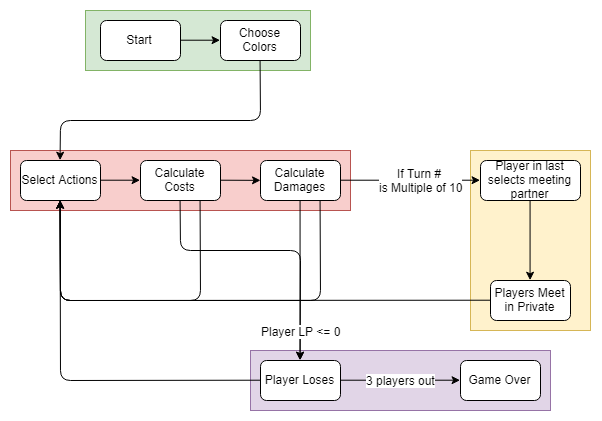 Start
Choose
Colors
Select Actions
Calculate
Costs
Calculate
Damages
If Turn #
is Multiple of 10
Player in last
selects meeting
partner
Players Meet
in Private
Player LP <= 0
Player Loses
3 players out
Game Over